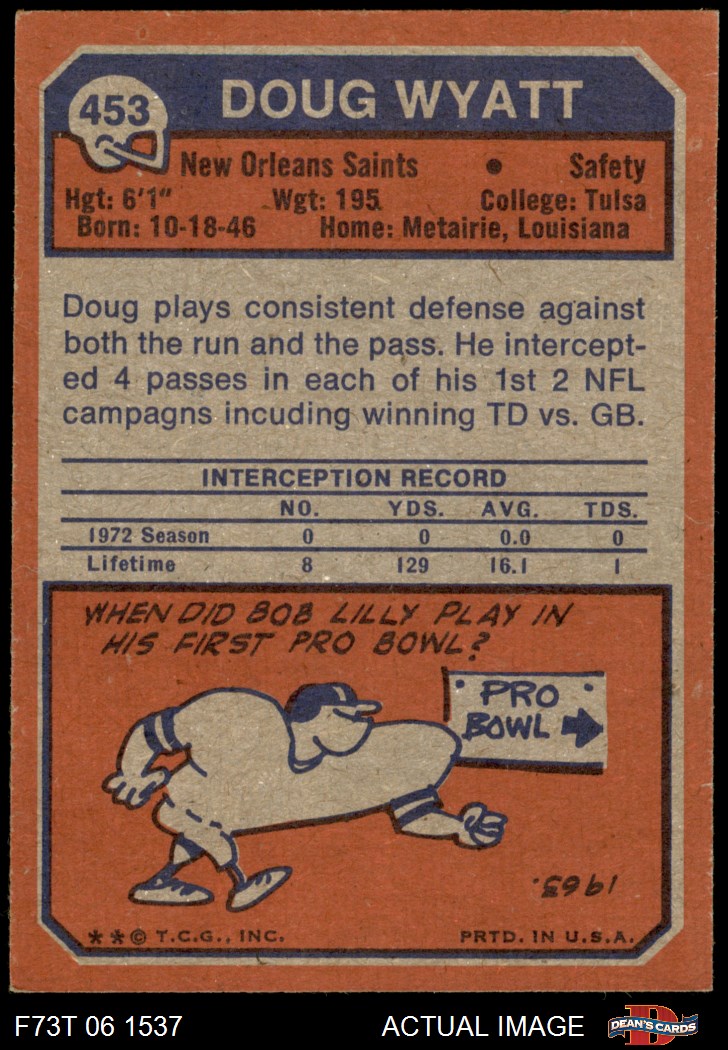 453
DOUG WYATT
New Orleans Saints • Safety
Hgt: 6'1" Wgt: 195 College: Tulsa
Born: 10-18-46 Home: Metairie, Louisiana
Doug plays consistent defense against
both the run and the pass. He intercept-
ed 4 passes in each of his 1st 2 NFL
campagns incuding winning TD vs. GB.
INTERCEPTION RECORD
NO. YDS. AVG. TDS.
1972 Season 0 0 0.0 0
Lifetime 8 129 16.1 1
WHEN DID BOB LILLY PLAY IN
HIS FIRST PRO BOWL?
PRO
BOWL
1963.
**© T.C.G., INC. PRTD. IN U.S.A.
F73T 06 1537 ACTUAL IMAGE
D
DEAN'S CARDS